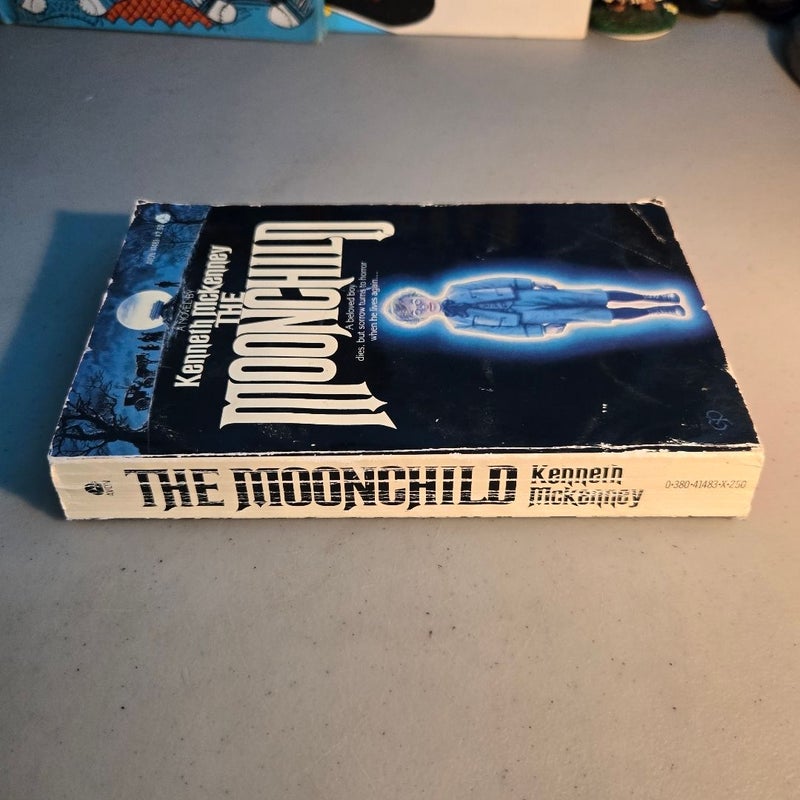 A NOVEL BY
Kenneth McKenney
THE
MOONCHILD
A beloved boy
dies, but sorrow turns to horror
when he lives again...
THE MOONCHILD
Kenneth
McKenney
0•380•41483•X•250